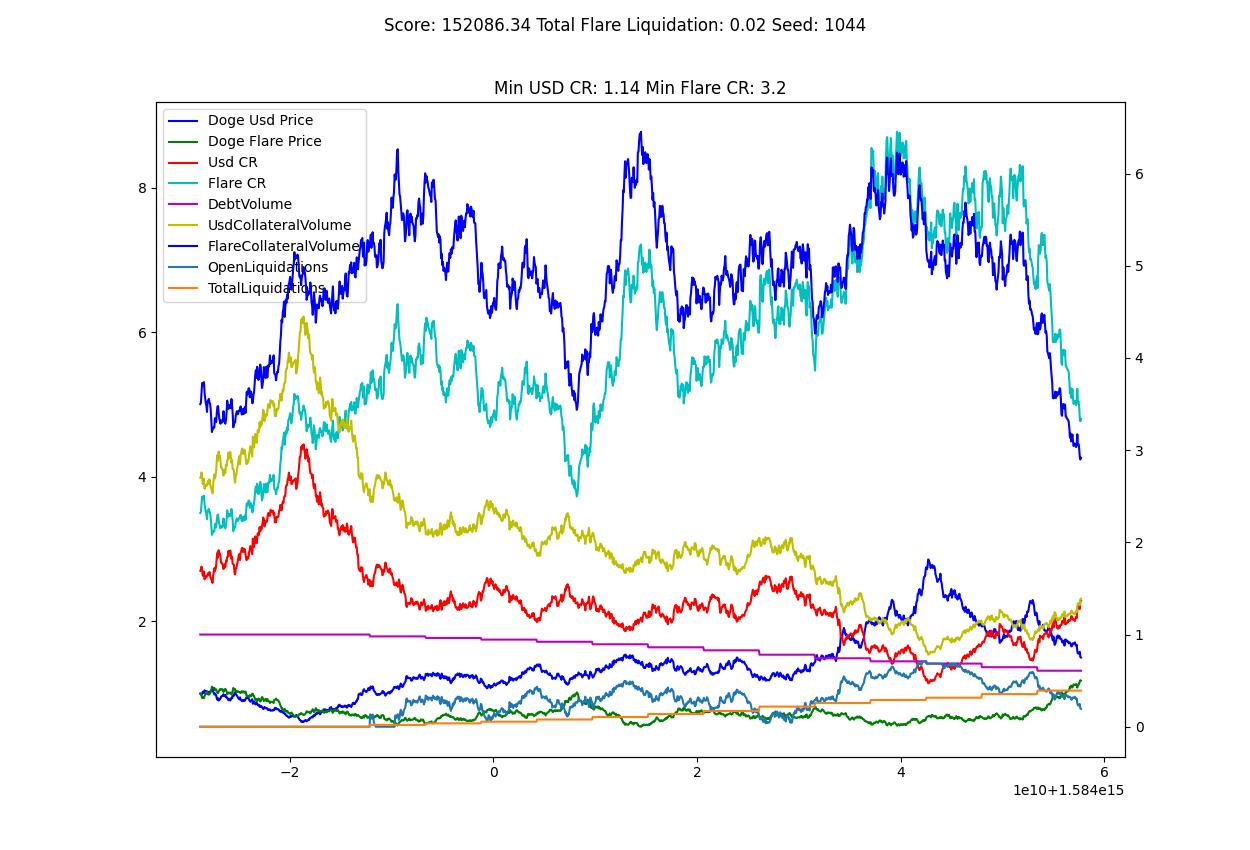 Score: 152086.34 Total Flare Liquidation: 0.02 Seed: 1044
Min USD CR: 1.14 Min Flare CR: 3.2
Doge Usd Price
Doge Flare Price
Usd CR
Flare CR
DebtVolume
UsdCollateralVolume
FlareCollateralVolume
OpenLiquidations
TotalLiquidations
8
6
4
2
6
5
4
3
2
1
0
−2
0
2
4
6
1e10+1.584e15